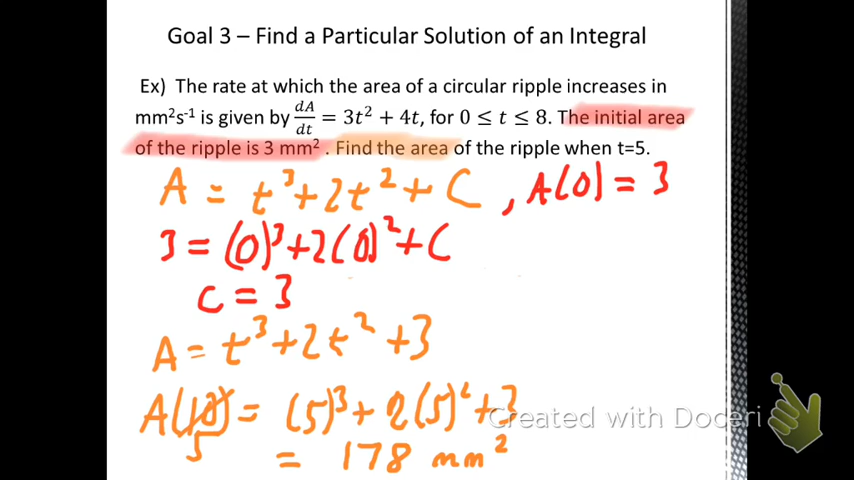 Goal 3 – Find a Particular Solution of an Integral
Ex) The rate at which the area of a circular ripple increases in
mm²s⁻¹ is given by dA/dt = 3t² + 4t, for 0 ≤ t ≤ 8. The initial area
of the ripple is 3 mm² . Find the area of the ripple when t=5.
A = t³ + 2t² + C , A(0) = 3
3 = (0)³ + 2(0)² + C
C = 3
A = t³ + 2t² + 3
A(10) = (5)³ + 2(5)² + 3
5
= 178 mm²
Created with Doceri